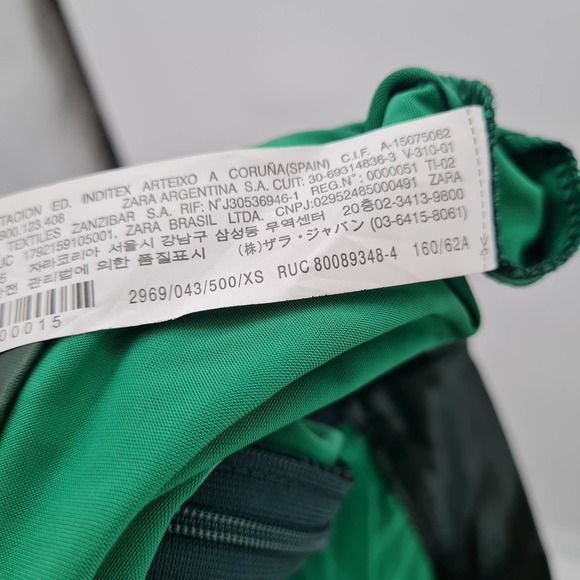 TACION ED. INDITEX ARTEIXO A CORUÑA(SPAIN) C.I.F. A-15075062
900.123.408 ZARA ARGENTINA S.A. CUIT: 30-69314836-3 V-310-01
TEXTILES ZANZIBAR S.A. RIF: N°J30536946-1 REG.N°: 0000051 TI-02
UC 1792159105001. ZARA BRASIL LTDA. CNPJ:02952485000491 ZARA
자라코리아 서울시 강남구 삼성동 무역센타 20층02-3413-9800
관리법에 의한 품질표시 (株)ザラ・ジャパン (03-6415-8061)
2969/043/500/XS RUC 80089348-4 160/62A
00015